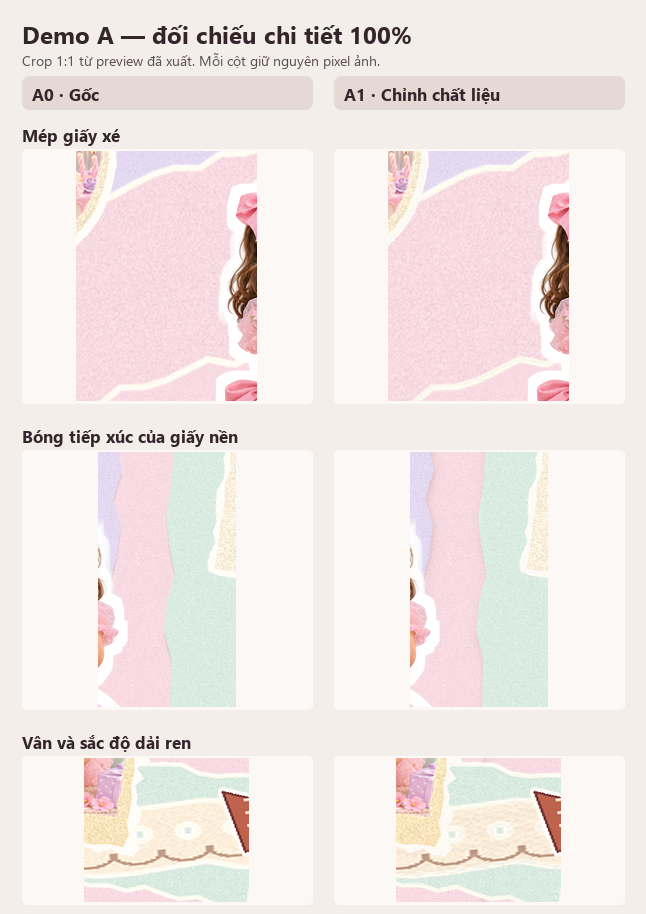 Demo A — đối chiếu chi tiết 100%
Crop 1:1 từ preview đã xuất. Mỗi cột giữ nguyên pixel ảnh.
A0 · Gốc
A1 · Chỉnh chất liệu
Mép giấy xé
Bóng tiếp xúc của giấy nền
Vân và sắc độ dải ren